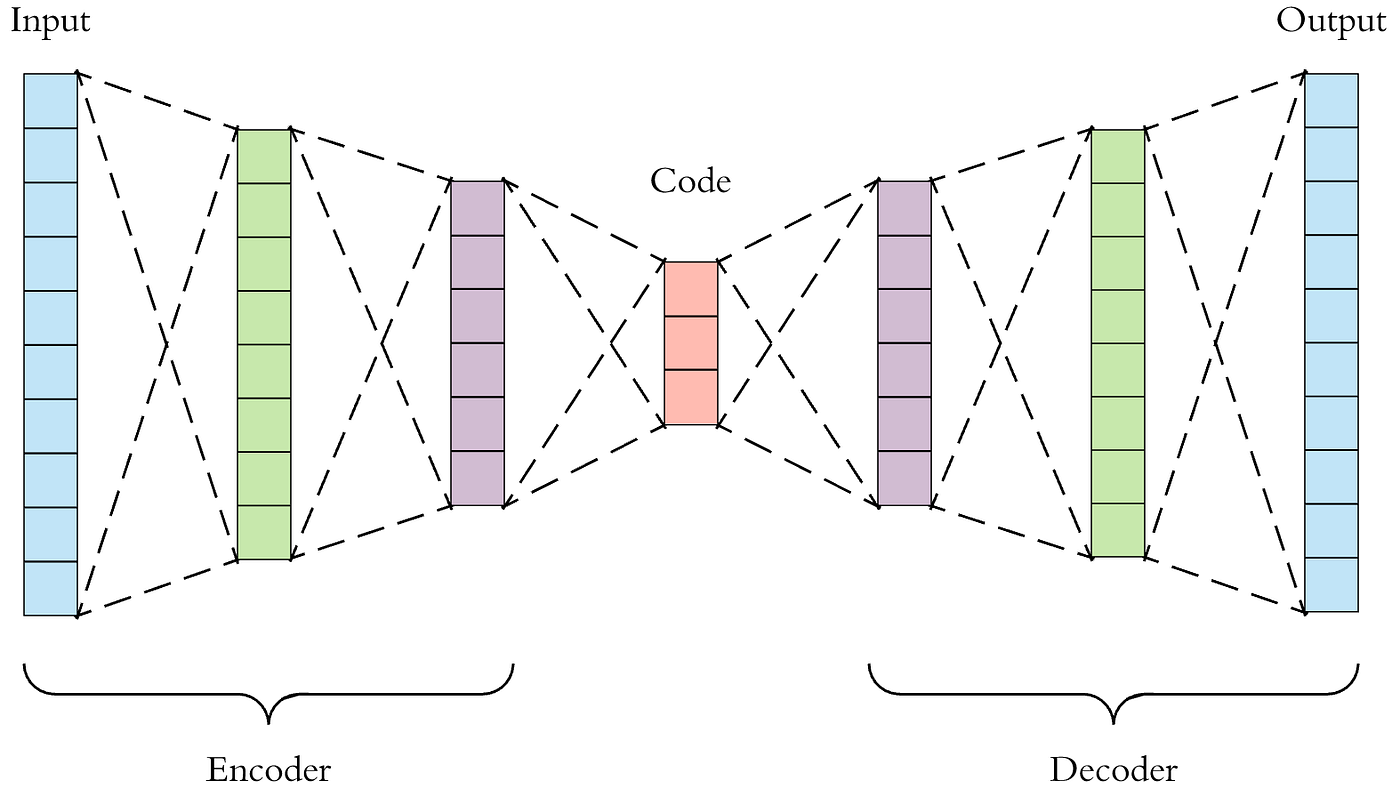 Input
Output
Code
Encoder
Decoder